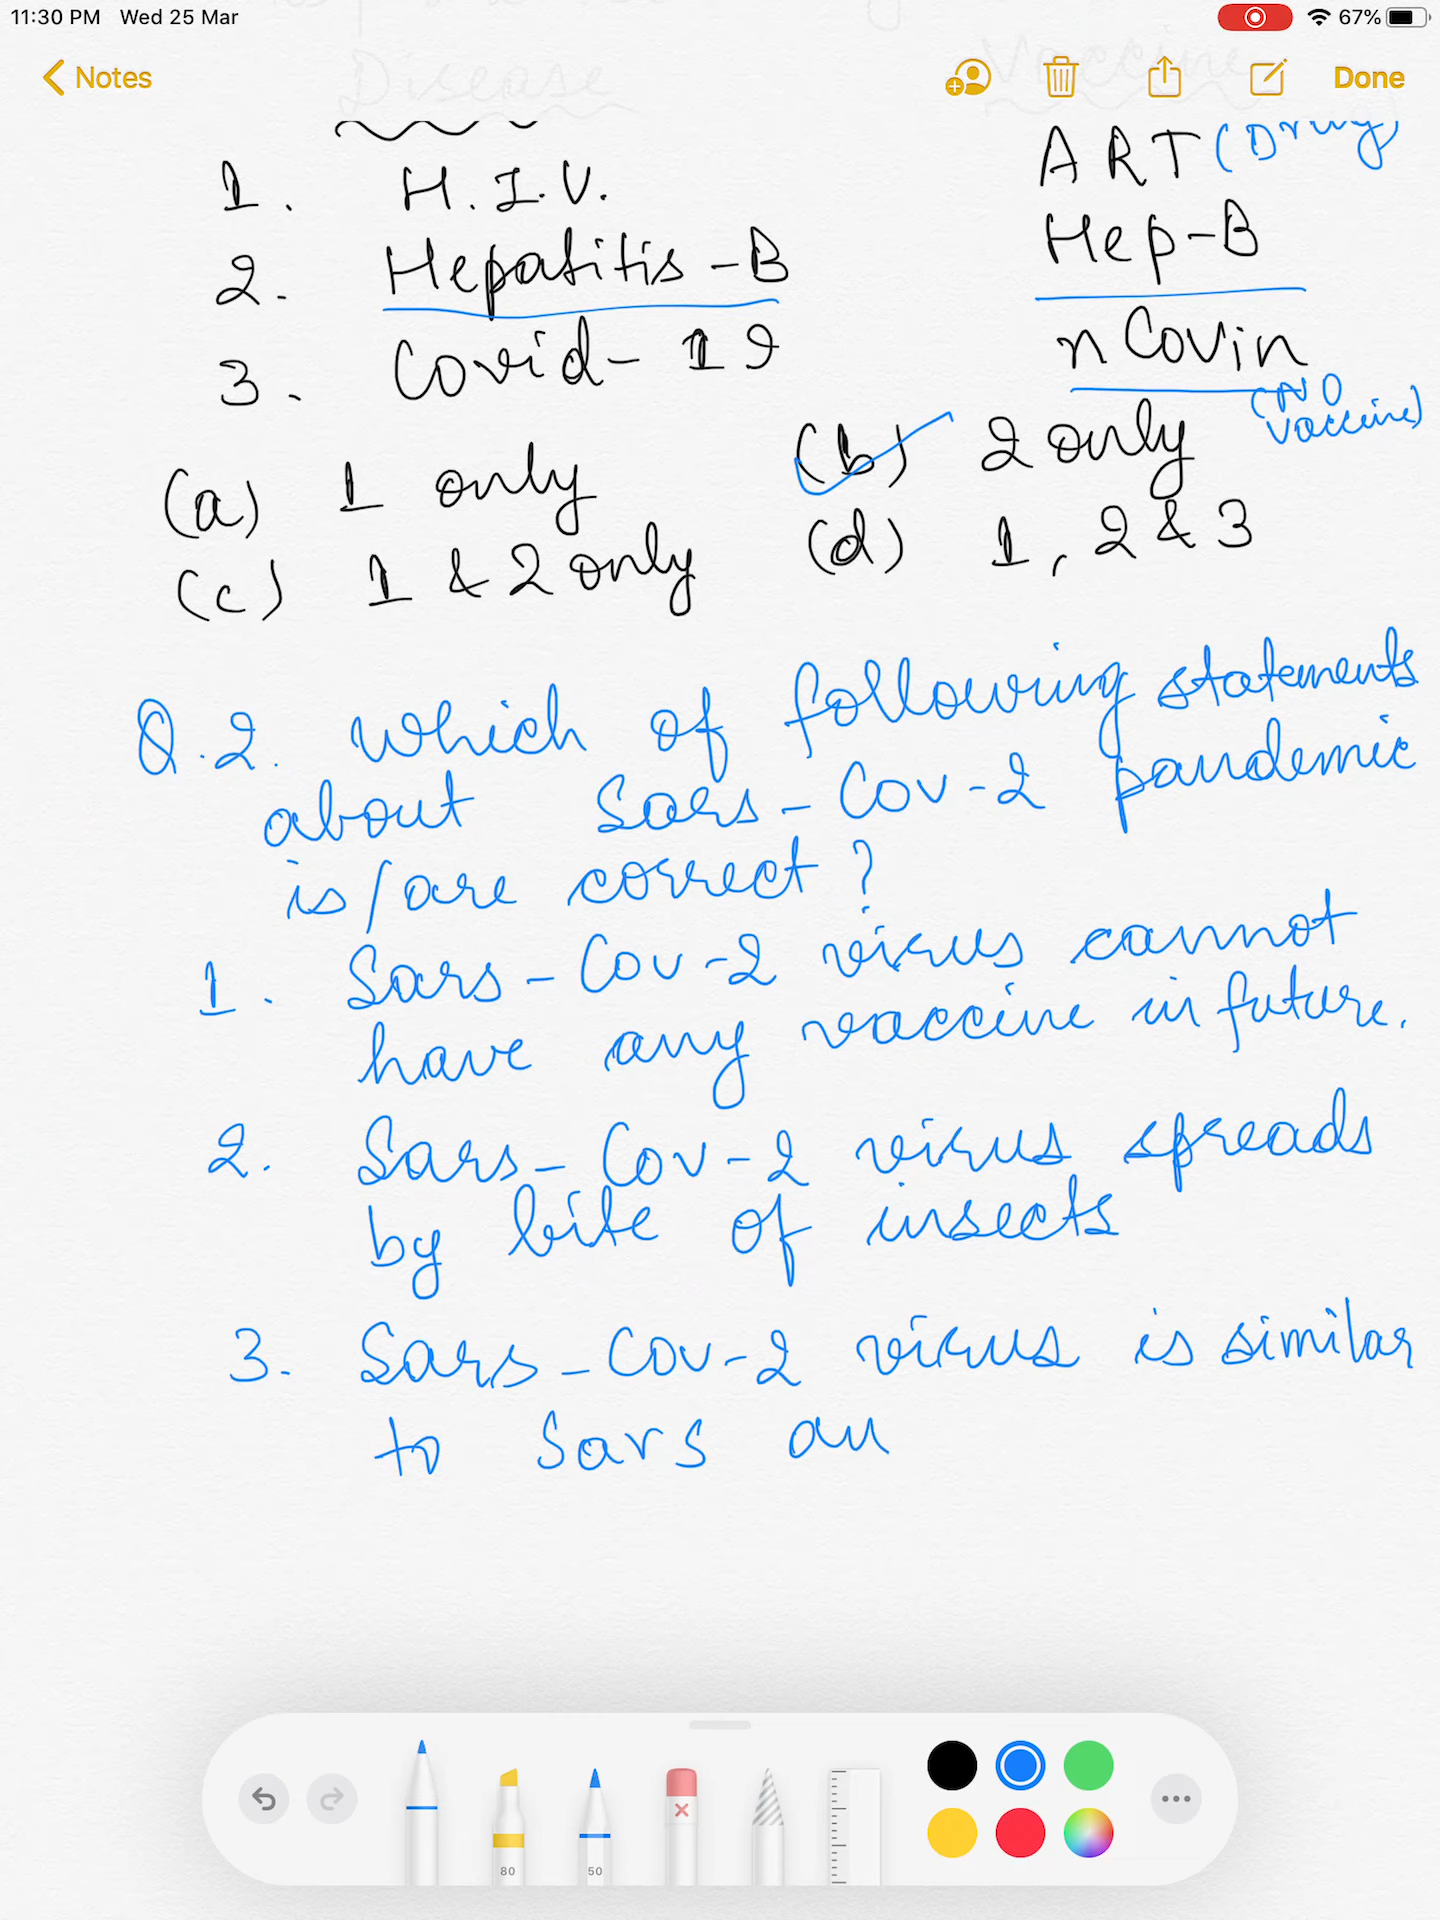 11:30 PM Wed 25 Mar 67%
Notes Done
Disease Vaccine
1. H.I.V. ART (Drug)
2. Hepatitis-B Hep-B
3. Covid-19 nCovin
(NO vaccine)
(a) 1 only (b) 2 only
(c) 1 & 2 only (d) 1, 2 & 3
Q.2. Which of following statements
about Sars-Cov-2 pandemic
is/are correct?
1. Sars-Cov-2 virus cannot
have any vaccine in future.
2. Sars-Cov-2 virus spreads
by bite of insects
3. Sars-Cov-2 virus is similar
to Sars an
80 50